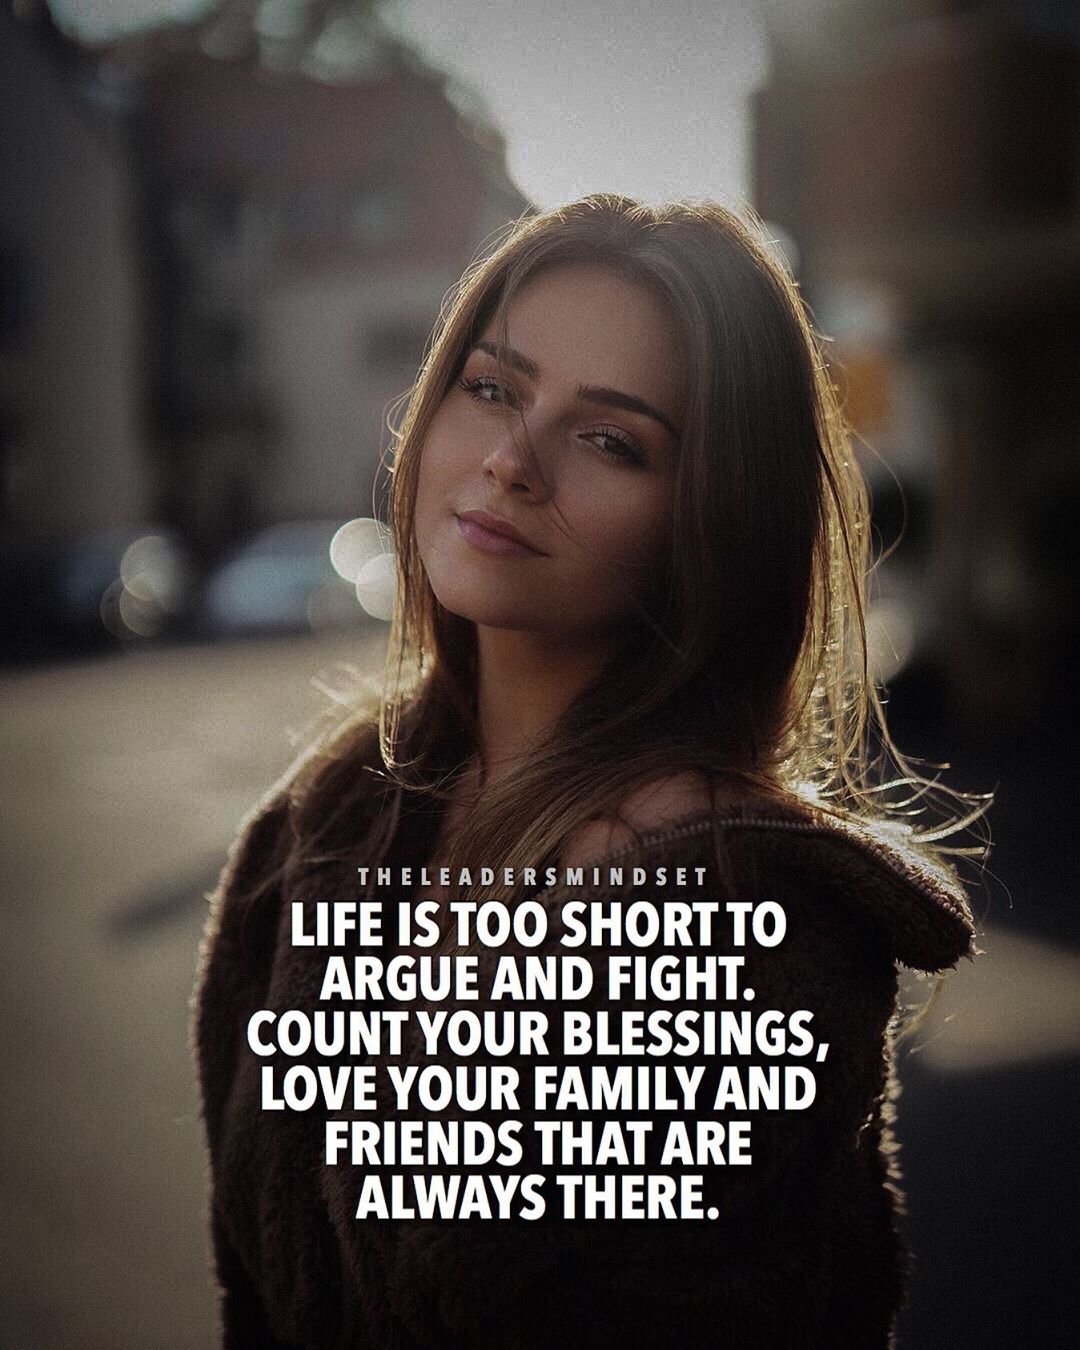 THELEADERSMINDSET
LIFE IS TOO SHORT TO
ARGUE AND FIGHT.
COUNT YOUR BLESSINGS,
LOVE YOUR FAMILY AND
FRIENDS THAT ARE
ALWAYS THERE.